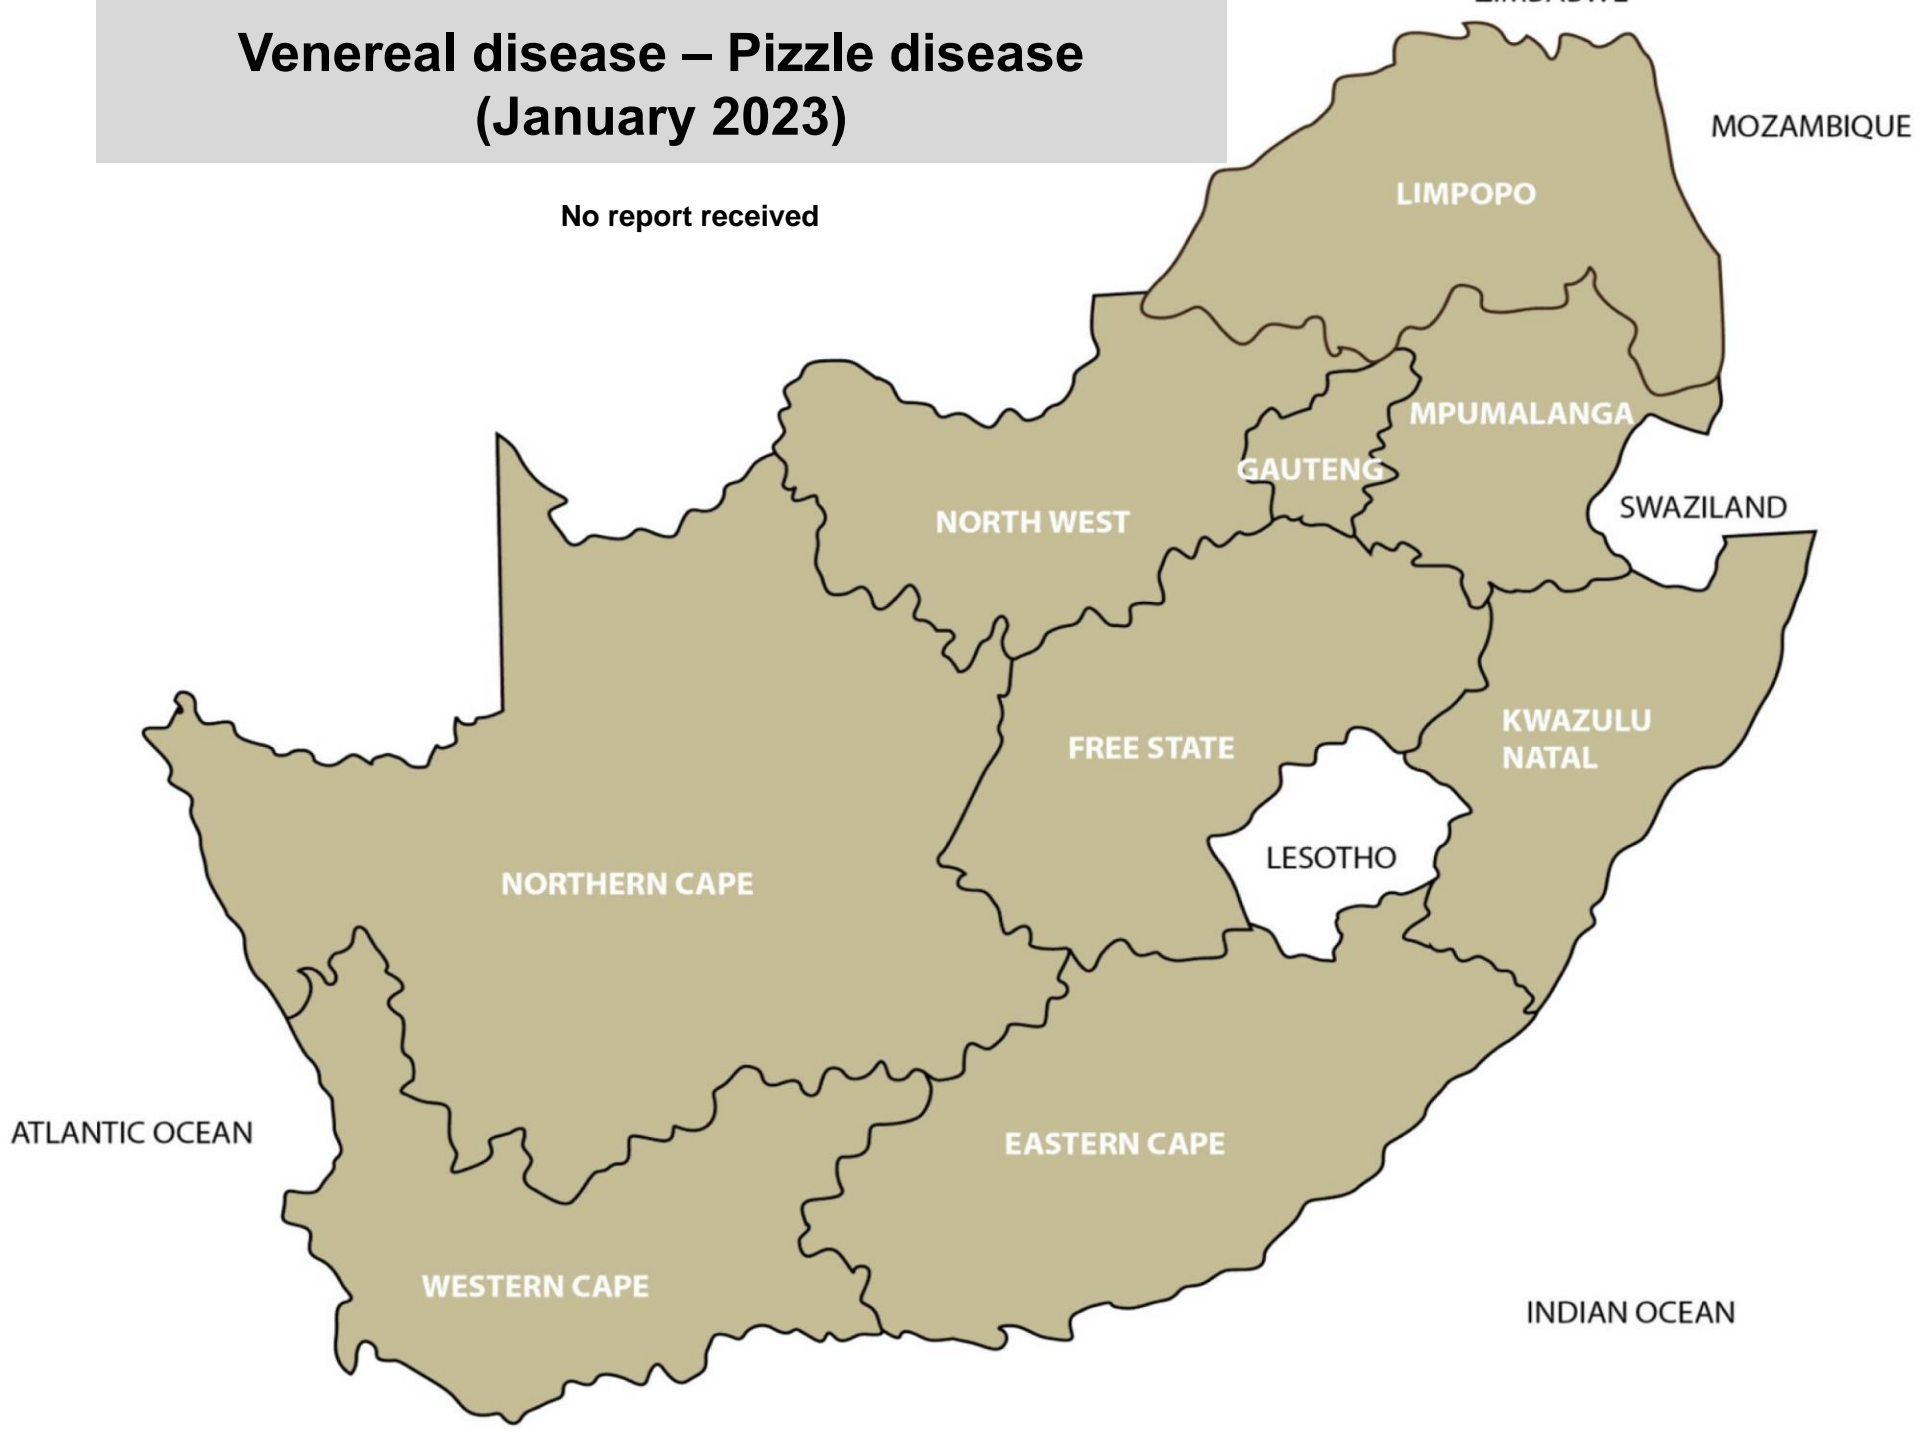 Venereal disease – Pizzle disease
(January 2023)
No report received
MOZAMBIQUE
LIMPOPO
MPUMALANGA
GAUTENG
SWAZILAND
NORTH WEST
KWAZULU
NATAL
FREE STATE
LESOTHO
NORTHERN CAPE
ATLANTIC OCEAN
EASTERN CAPE
WESTERN CAPE
INDIAN OCEAN